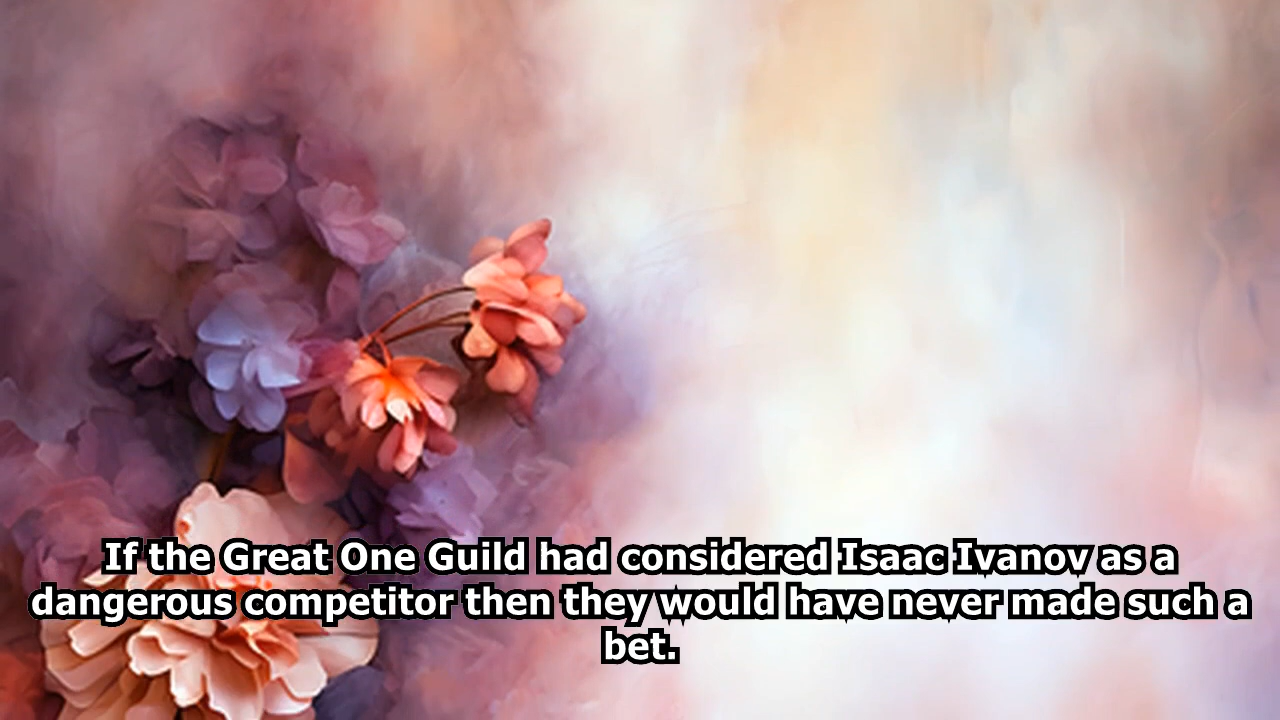 If the Great One Guild had considered Isaac Ivanov as a
dangerous competitor then they would have never made such a
bet.